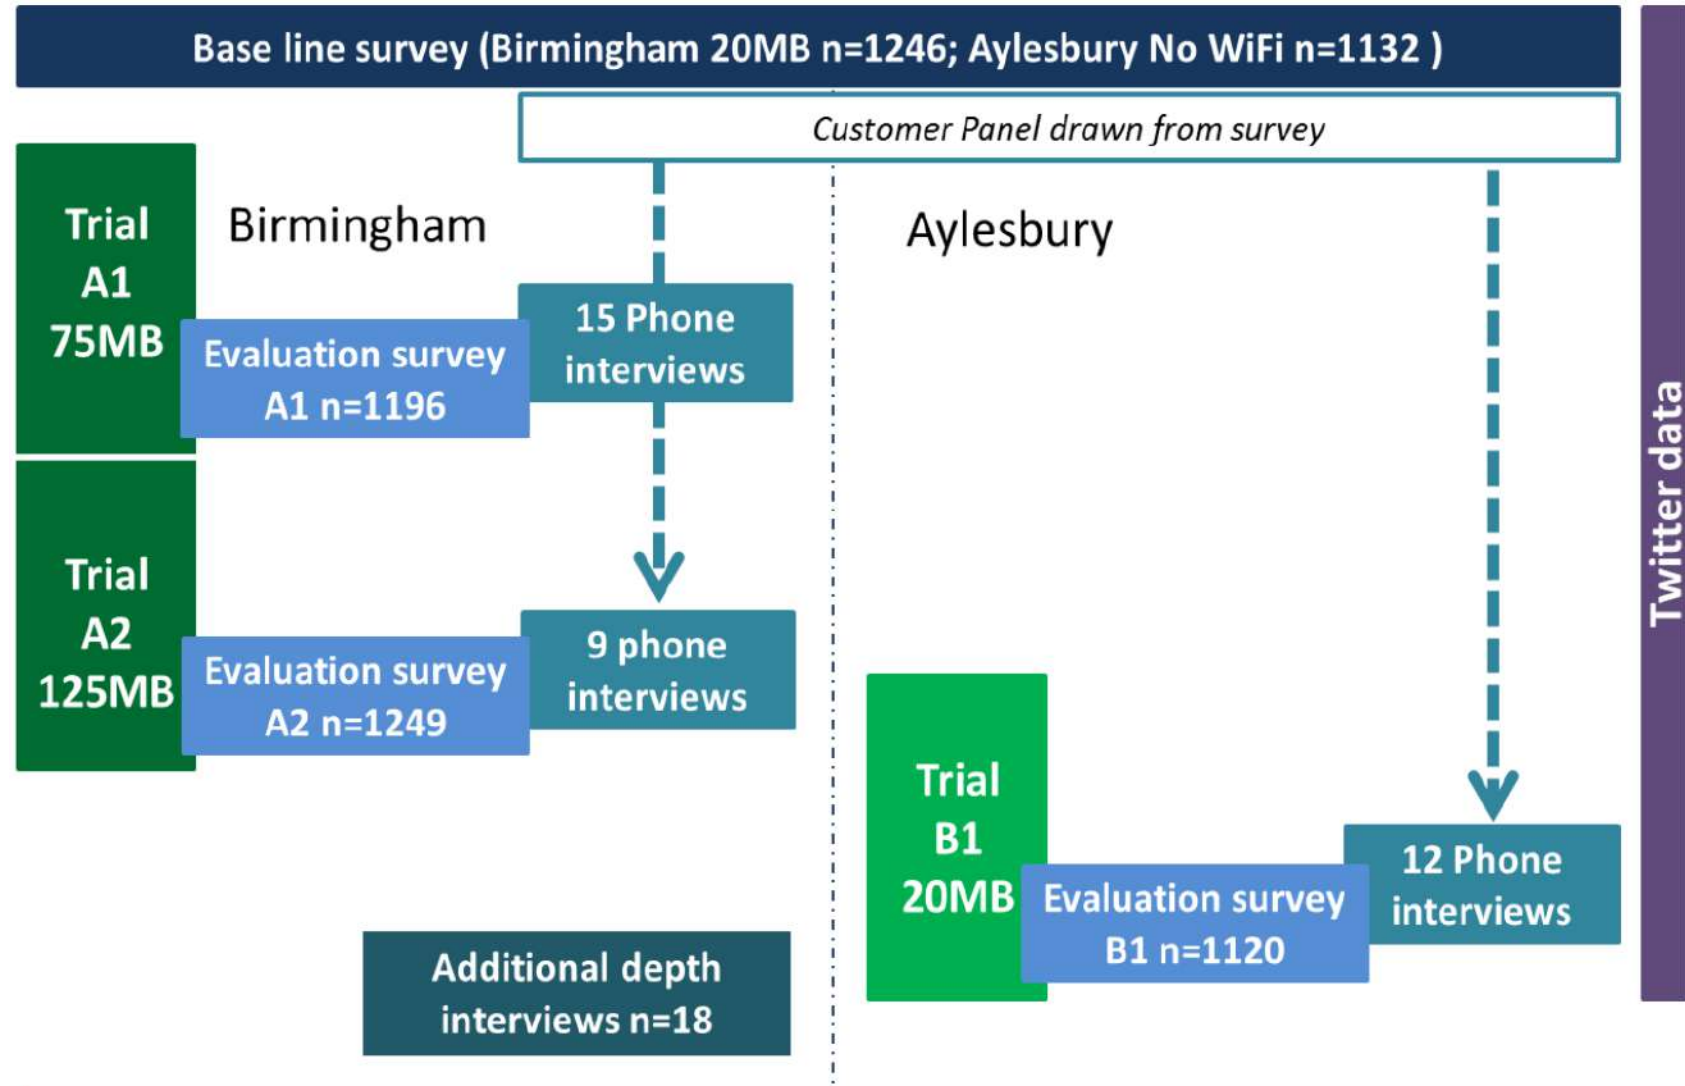 Base line survey (Birmingham 20MB n=1246; Aylesbury No WiFi n=1132 )
Customer Panel drawn from survey
Trial
A1
75MB
Birmingham
Evaluation survey
A1 n=1196
15 Phone
interviews
Trial
A2
125MB
Evaluation survey
A2 n=1249
9 phone
interviews
Additional depth
interviews n=18
Aylesbury
Trial
B1
20MB
Evaluation survey
B1 n=1120
12 Phone
interviews
Twitter data